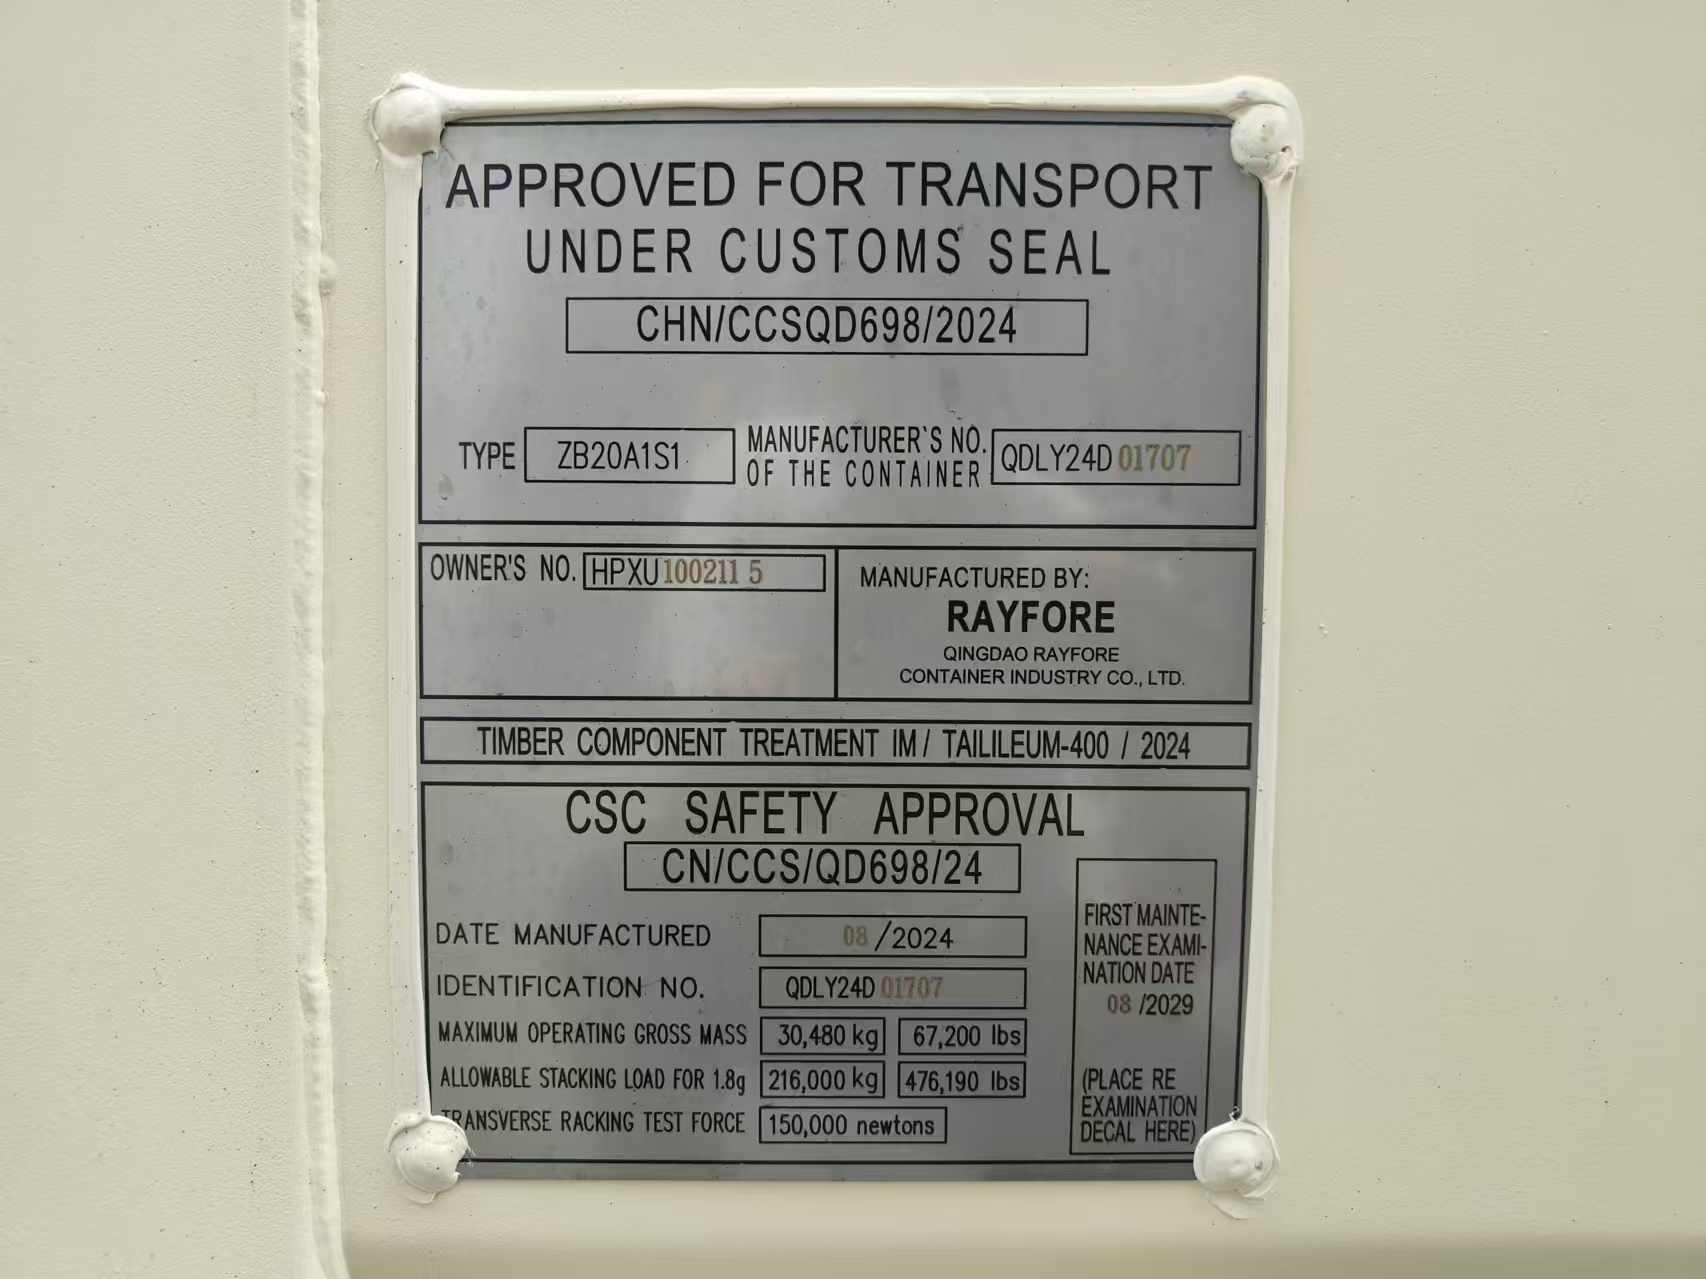 APPROVED FOR TRANSPORT
UNDER CUSTOMS SEAL
CHN/CCSQD698/2024
TYPE ZB20A1S1 MANUFACTURER'S NO. OF THE CONTAINER QDLY24D 01707
OWNER'S NO. HPXU 100211 5
MANUFACTURED BY:
RAYFORE
QINGDAO RAYFORE
CONTAINER INDUSTRY CO., LTD.
TIMBER COMPONENT TREATMENT IM / TAILILEUM-400 / 2024
CSC SAFETY APPROVAL
CN/CCS/QD698/24
DATE MANUFACTURED 08 /2024
IDENTIFICATION NO. QDLY24D 01707
MAXIMUM OPERATING GROSS MASS 30,480 kg 67,200 lbs
ALLOWABLE STACKING LOAD FOR 1.8g 216,000 kg 476,190 lbs
TRANSVERSE RACKING TEST FORCE 150,000 newtons
FIRST MAINTE-
NANCE EXAMI-
NATION DATE
08 /2029
(PLACE RE
EXAMINATION
DECAL HERE)